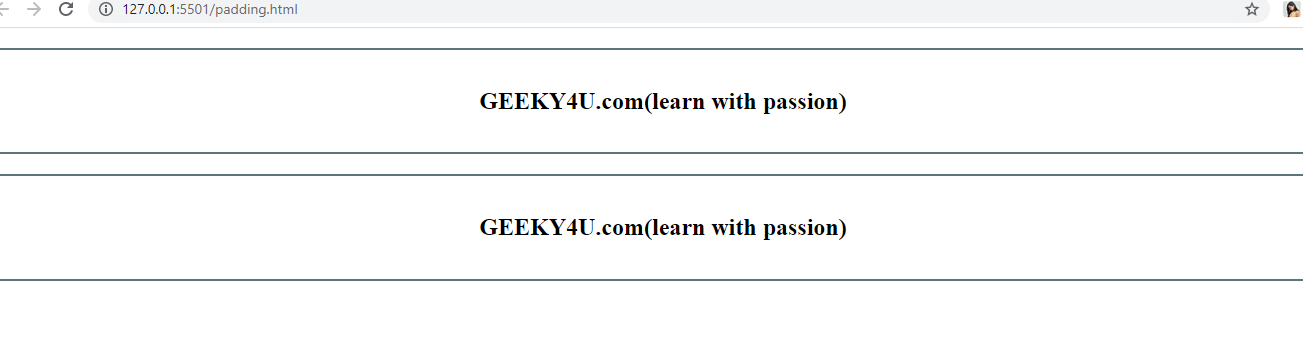 127.0.0.1:5501/padding.html
GEEKY4U.com(learn with passion)
GEEKY4U.com(learn with passion)